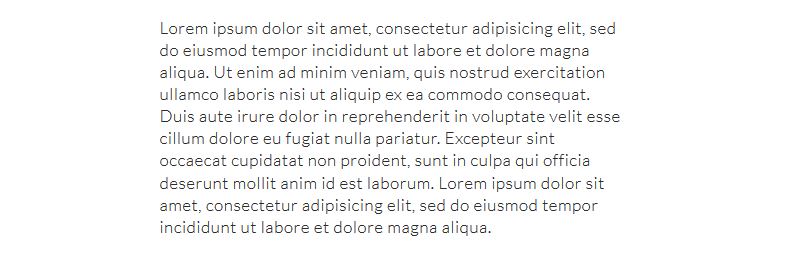 Lorem ipsum dolor sit amet, consectetur adipisicing elit, sed
do eiusmod tempor incididunt ut labore et dolore magna
aliqua. Ut enim ad minim veniam, quis nostrud exercitation
ullamco laboris nisi ut aliquip ex ea commodo consequat.
Duis aute irure dolor in reprehenderit in voluptate velit esse
cillum dolore eu fugiat nulla pariatur. Excepteur sint
occaecat cupidatat non proident, sunt in culpa qui officia
deserunt mollit anim id est laborum. Lorem ipsum dolor sit
amet, consectetur adipisicing elit, sed do eiusmod tempor
incididunt ut labore et dolore magna aliqua.